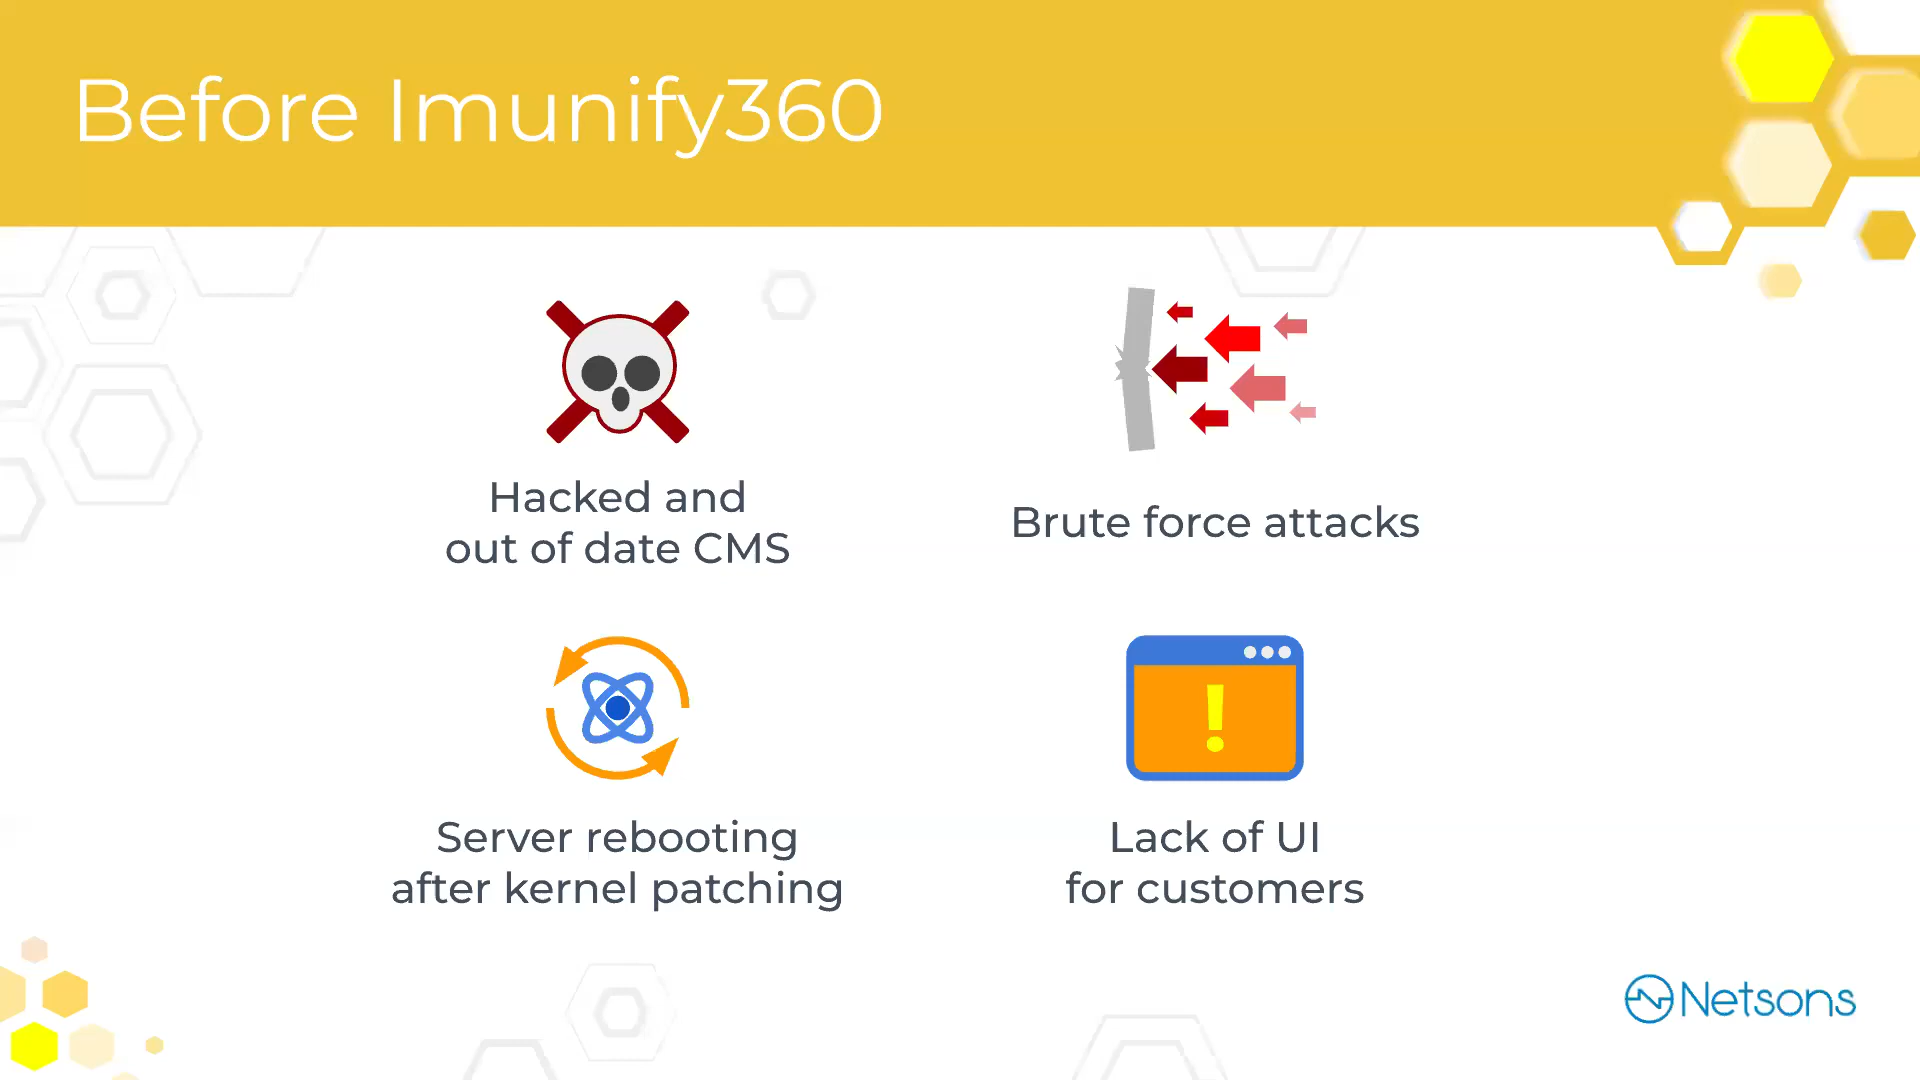 Before Imunify360
Hacked and
out of date CMS
Brute force attacks
Server rebooting
after kernel patching
Lack of UI
for customers
Netsons